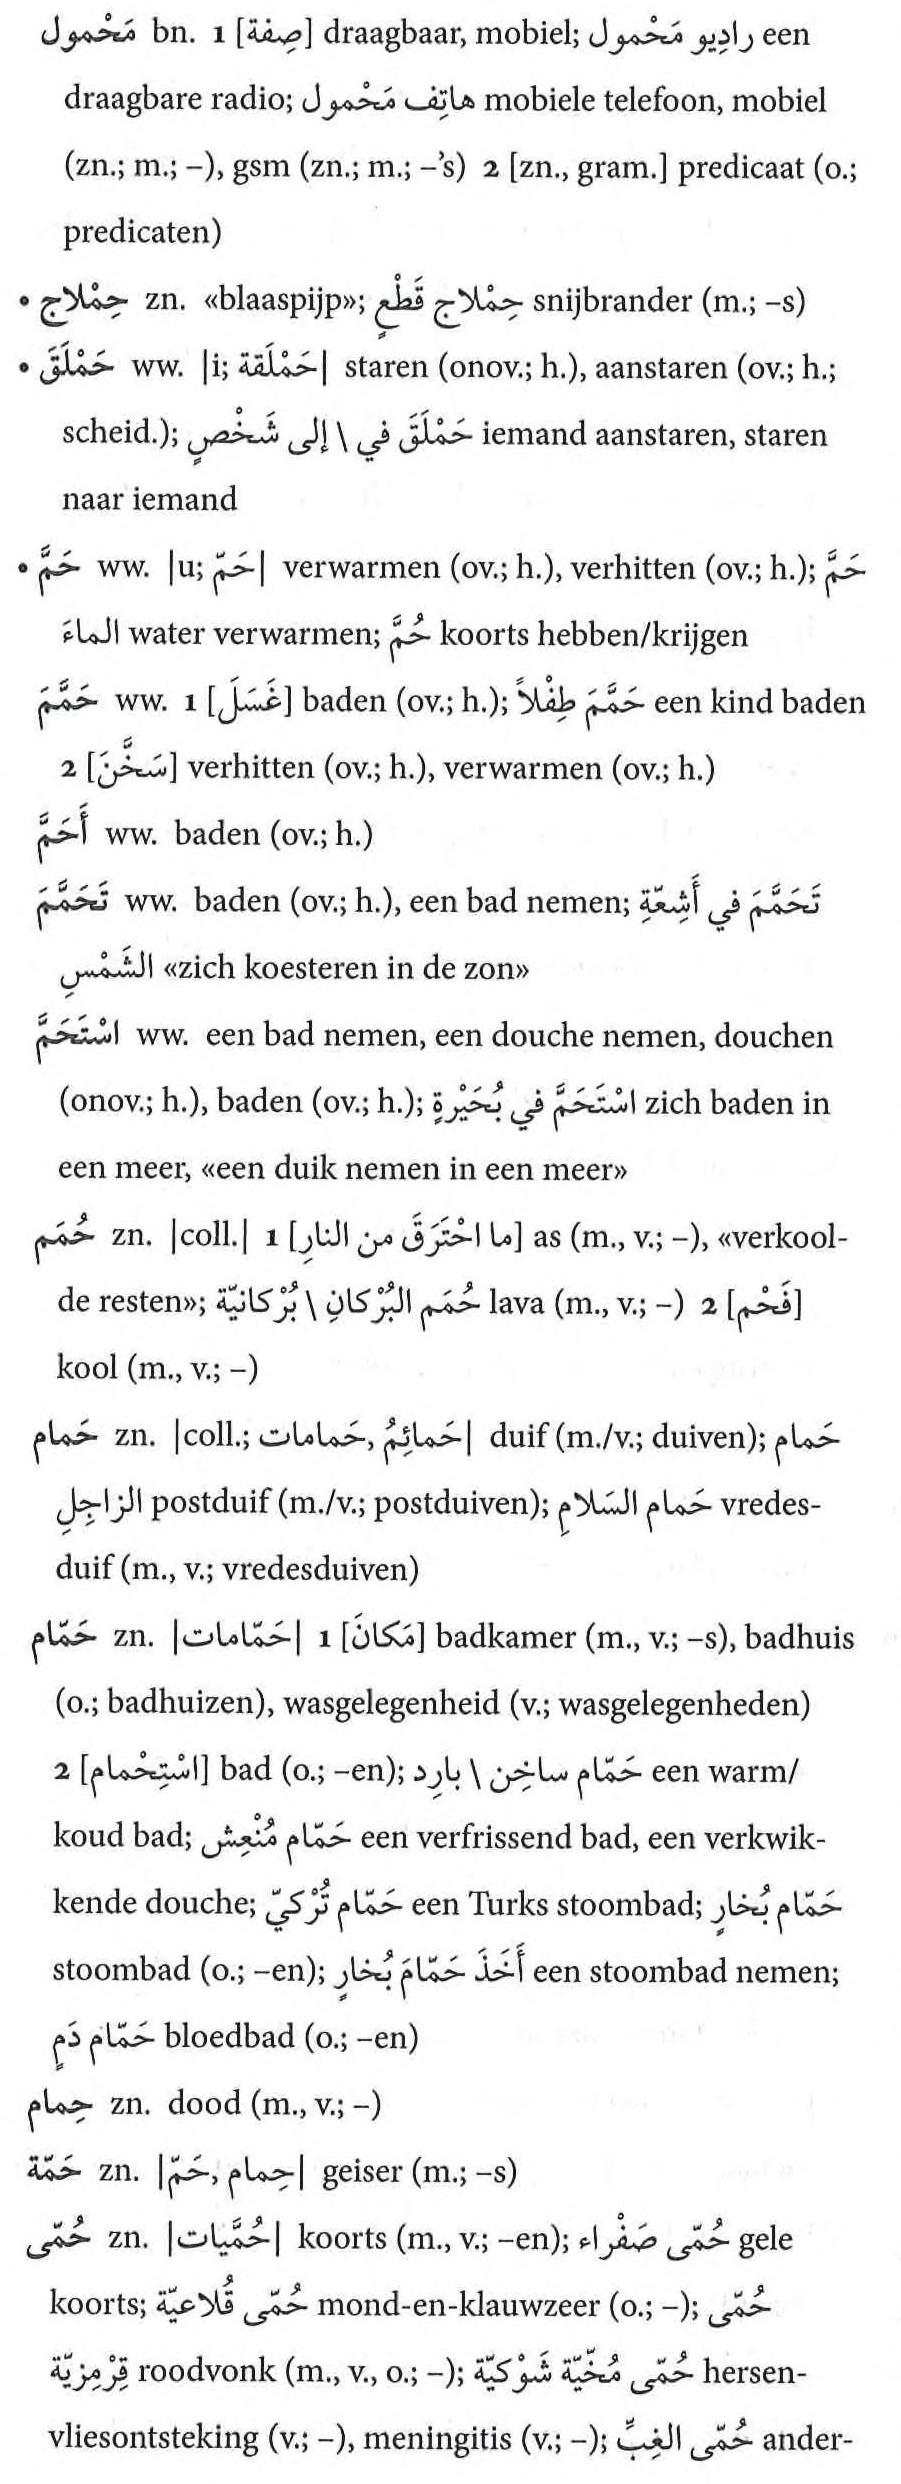 مَحْمول bn. 1 [صِفة] draagbaar, mobiel; راديو مَحْمول een
draagbare radio; هاتِف مَحْمول mobiele telefoon, mobiel
(zn.; m.; –), gsm (zn.; m.; –’s) 2 [zn., gram.] predicaat (o.;
predicaten)
• حِمْلاج zn. «blaaspijp»; حِمْلاج قَطْعٍ snijbrander (m.; –s)
• حَمْلَقَ ww. |i; حَمْلَقة| staren (onov.; h.), aanstaren (ov.; h.;
scheid.); حَمْلَقَ في \ إلى شَخْصٍ iemand aanstaren, staren
naar iemand
• حَمَّ ww. |u; حَمّ| verwarmen (ov.; h.), verhitten (ov.; h.); حَمَّ
الماءَ water verwarmen; حُمَّ koorts hebben/krijgen
حَمَّمَ ww. 1 [غَسَلَ] baden (ov.; h.); حَمَّمَ طِفْلاً een kind baden
2 [سَخَّنَ] verhitten (ov.; h.), verwarmen (ov.; h.)
أَحَمَّ ww. baden (ov.; h.)
تَحَمَّمَ ww. baden (ov.; h.), een bad nemen; تَحَمَّمَ في أَشِعّةِ
الشَّمْسِ «zich koesteren in de zon»
اسْتَحَمَّ ww. een bad nemen, een douche nemen, douchen
(onov.; h.), baden (ov.; h.); اسْتَحَمَّ في بُحَيْرةٍ zich baden in
een meer, «een duik nemen in een meer»
حُمَم zn. |coll.| 1 [ما احْتَرَقَ من النارِ] as (m., v.; –), «verkool-
de resten»; حُمَم البُرْكانِ \ بُرْكانيّة lava (m., v.; –) 2 [فَحْم]
kool (m., v.; –)
حَمام zn. |coll.; حَمائِمُ, حَمامات| duif (m./v.; duiven); حَمام
الزاجِلِ postduif (m./v.; postduiven); حَمام السَّلامِ vredes-
duif (m., v.; vredesduiven)
حَمّام zn. |حَمّامات| 1 [مَكانَ] badkamer (m., v.; –s), badhuis
(o.; badhuizen), wasgelegenheid (v.; wasgelegenheden)
2 [اسْتِحْمام] bad (o.; –en); حَمّام ساخِن \ بارِد een warm/
koud bad; حَمّام مُنْعِش een verfrissend bad, een verkwik-
kende douche; حَمّام تُرْكيّ een Turks stoombad; حَمّام بُخارٍ
stoombad (o.; –en); أَخَذَ حَمّامَ بُخارٍ een stoombad nemen;
حَمّام دَمٍ bloedbad (o.; –en)
حِمام zn. dood (m., v.; –)
حَمّة zn. |حِمام ,حَمّ| geiser (m.; –s)
حُمّى zn. |حُمَّيات| koorts (m., v.; –en); حُمّى صَفْراء gele
koorts; حُمّى قُلاعيّة mond-en-klauwzeer (o.; –); حُمّى
قِرْمِزيّة roodvonk (m., v., o.; –); حُمّى مُخّيّة شَوْكيّة hersen-
vliesontsteking (v.; –), meningitis (v.; –); حُمّى الغِبِّ ander-